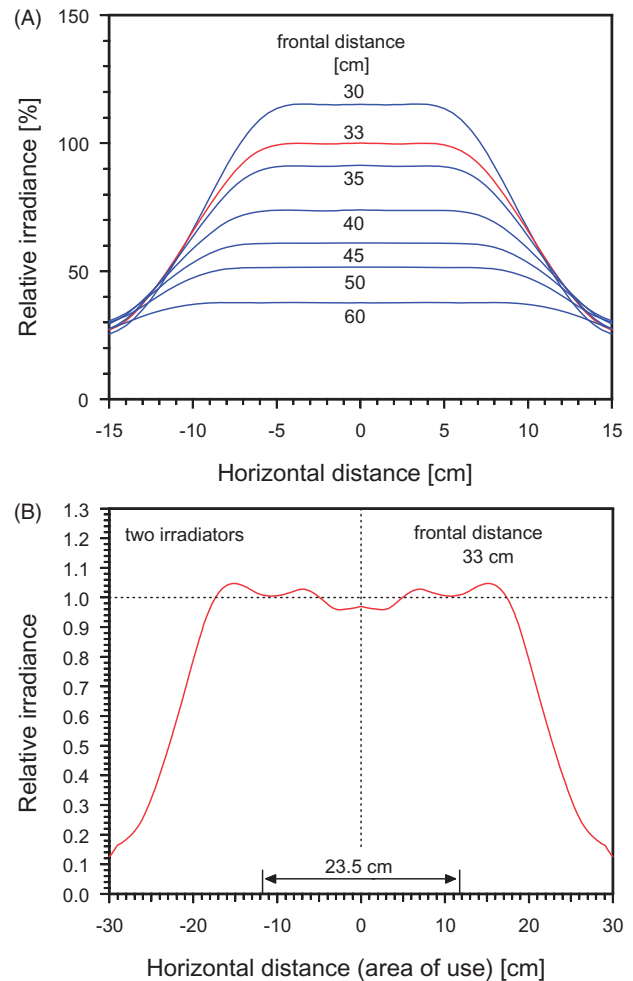 (A)
150
100
50
0
Relative irradiance [%]
frontal distance
[cm]
30
33
35
40
45
50
60
-15 -10 -5 0 5 10 15
Horizontal distance [cm]
(B)
1.3
1.2
1.1
1.0
0.9
0.8
0.7
0.6
0.5
0.4
0.3
0.2
0.1
0.0
Relative irradiance
two irradiators
frontal distance
33 cm
23.5 cm
-30 -20 -10 0 10 20 30
Horizontal distance (area of use) [cm]